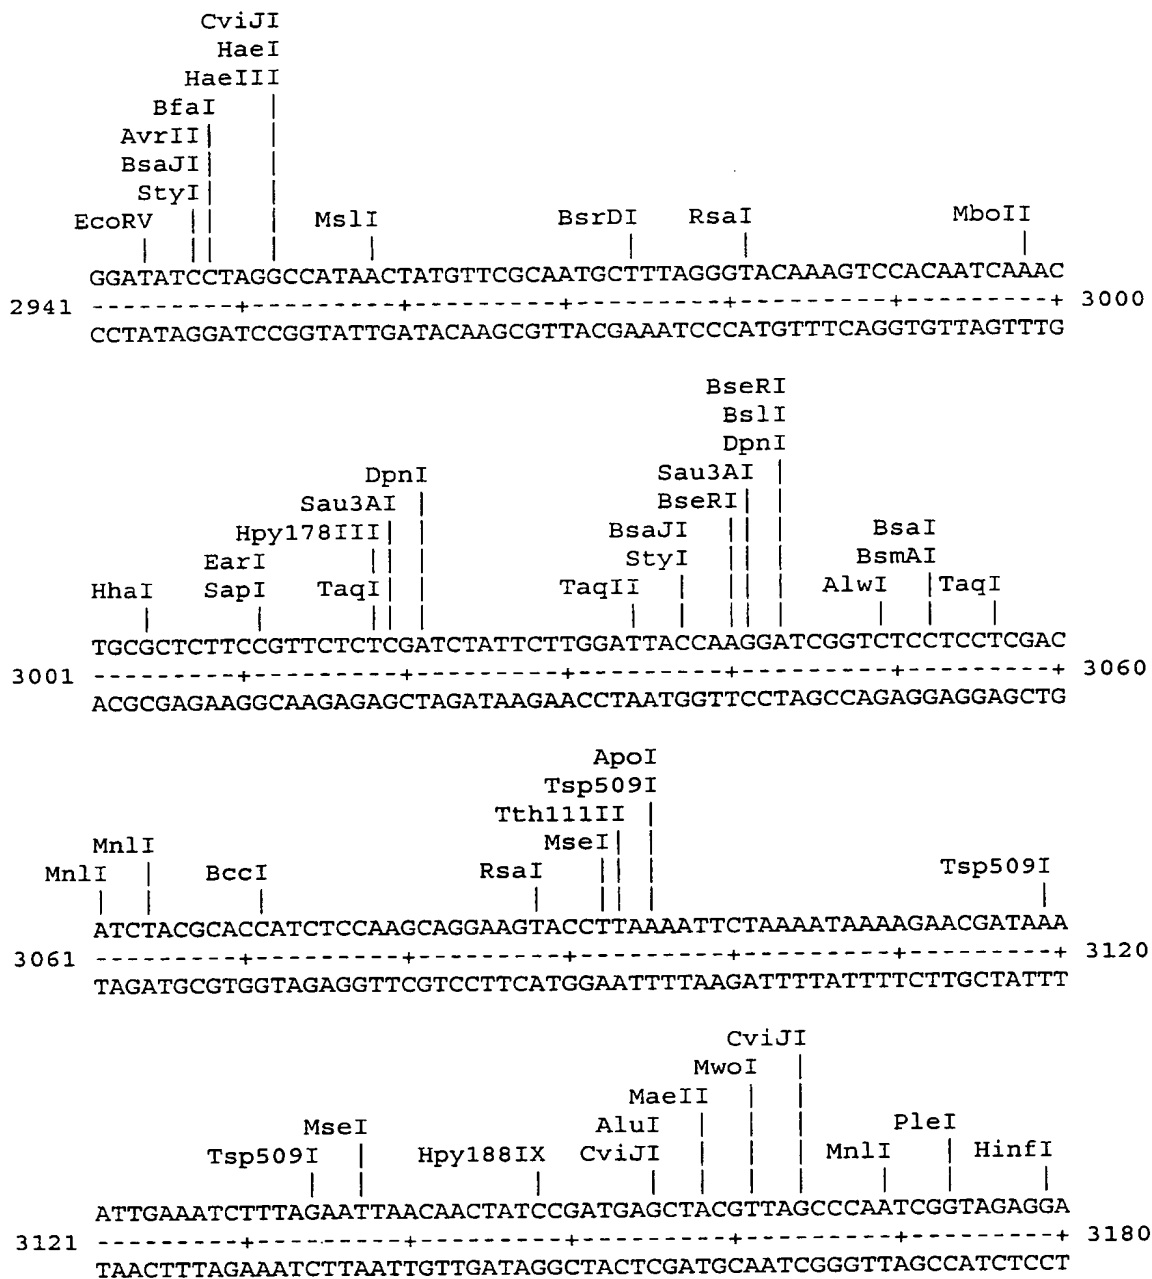 CviJI
HaeI
HaeIII
BfaI
AvrII
BsaJI
StyI
EcoRV MslI BsrDI RsaI MboII
GGATATCCTAGGCCATAACTATGTTCGCAATGCTTTAGGGTACAAAGTCCACAATCAAAC
2941 ---------+---------+---------+---------+---------+---------+ 3000
CCTATAGGATCCGGTATTGATACAAGCGTTACGAAATCCCATGTTTCAGGTGTTAGTTTG
BseRI
BslI
DpnI DpnI
Sau3AI Sau3AI
Hpy178III BseRI
EarI BsaJI BsaI
SapI StyI BsmAI
HhaI TaqI TaqII AlwI TaqI
TGCGCTCTTCCGTTCTCTCGATCTATTCTTGGATTACCAAGGATCGGTCTCCTCCTCGAC
3001 ---------+---------+---------+---------+---------+---------+ 3060
ACGCGAGAAGGCAAGAGAGCTAGATAAGAACCTAATGGTTCCTAGCCAGAGGAGGAGCTG
ApoI
Tsp509I
Tth111II
MnlI MseI
MnlI BccI RsaI Tsp509I
ATCTACGCACCATCTCCAAGCAGGAAGTACCTTAAAATTCTAAAATAAAAGAACGATAAA
3061 ---------+---------+---------+---------+---------+---------+ 3120
TAGATGCGTGGTAGAGGTTCGTCCTTCATGGAATTTTAAGATTTTATTTTCTTGCTATTT
CviJI
MwoI
MaeII
MseI AluI PleI
Tsp509I Hpy188IX CviJI MnlI HinfI
ATTGAAATCTTTAGAATTAACAACTATCCGATGAGCTACGTTAGCCCAATCGGTAGAGGA
3121 ---------+---------+---------+---------+---------+---------+ 3180
TAACTTTAGAAATCTTAATTGTTGATAGGCTACTCGATGCAATCGGGTTAGCCATCTCCT